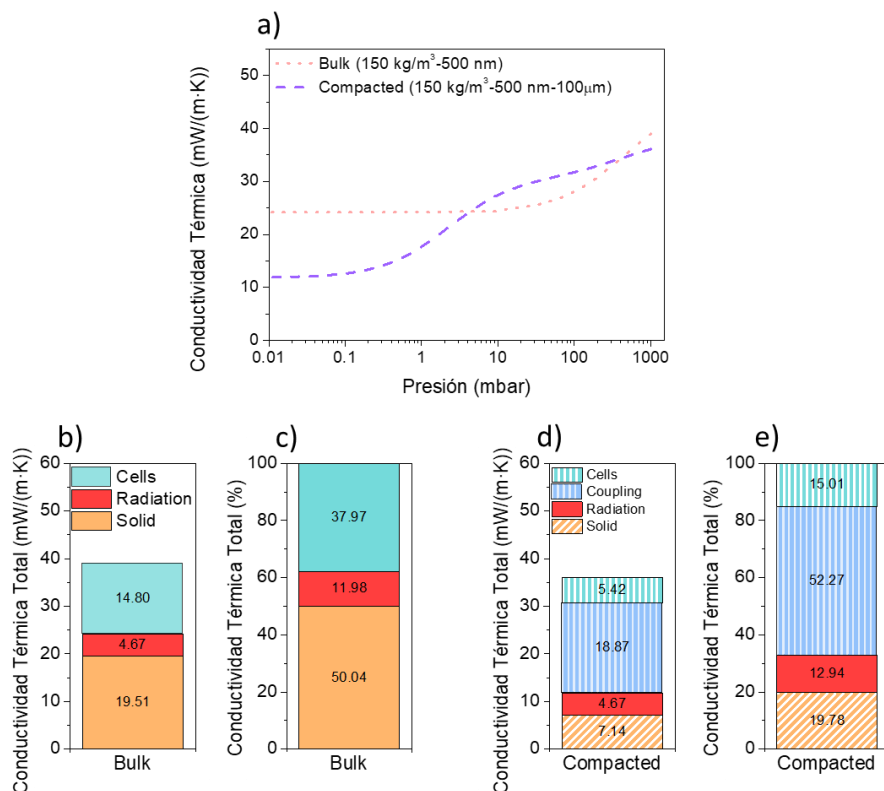 a)
Conductividad Térmica (mW/(m·K))
50
40
30
20
10
0
Bulk (150 kg/m³-500 nm)
Compacted (150 kg/m³-500 nm-100μm)
0.01 0.1 1 10 100 1000
Presión (mbar)
b)
Conductividad Térmica Total (mW/(m·K))
60
50
40
30
20
10
0
Cells
Radiation
Solid
14.80
4.67
19.51
Bulk
c)
Conductividad Térmica Total (%)
100
80
60
40
20
0
37.97
11.98
50.04
Bulk
d)
Conductividad Térmica Total (mW/(m·K))
60
50
40
30
20
10
0
Cells
Coupling
Radiation
Solid
5.42
18.87
4.67
7.14
Compacted
e)
Conductividad Térmica Total (%)
100
80
60
40
20
0
15.01
52.27
12.94
19.78
Compacted